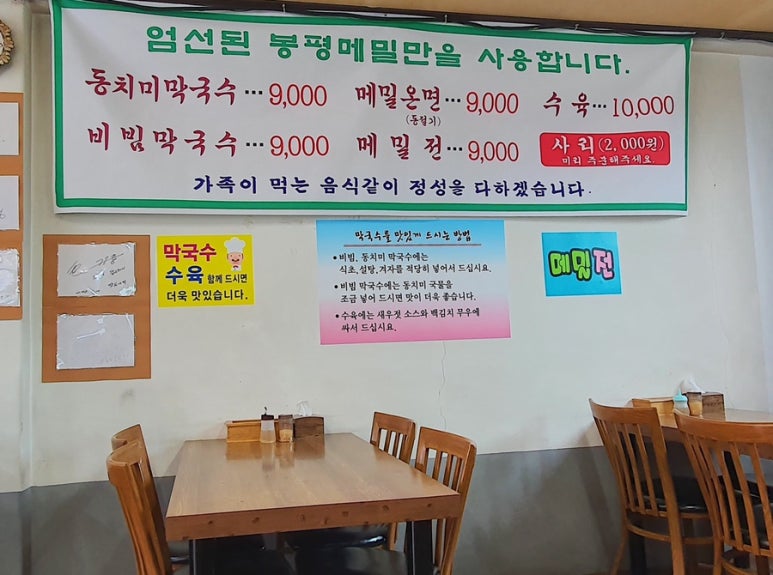 엄선된 봉평메밀만을 사용합니다.
동치미막국수 … 9,000 메밀온면 … 9,000 수육 … 10,000
(동절기)
비빔막국수 … 9,000 메밀전 … 9,000 사리 (2,000원)
미리 주문해주세요.
가족이 먹는 음식같이 정성을 다하겠습니다.
막국수
수육 함께 드시면
더욱 맛있습니다.
막국수를 맛있게 드시는 방법
• 비빔, 동치미 막국수에는
식초, 설탕, 겨자를 적당히 넣어서 드십시요.
• 비빔 막국수에는 동치미 국물을
조금 넣어 드시면 맛이 더욱 좋습니다.
• 수육에는 새우젓 소스와 백김치 무우에
싸서 드십시요.
메밀전